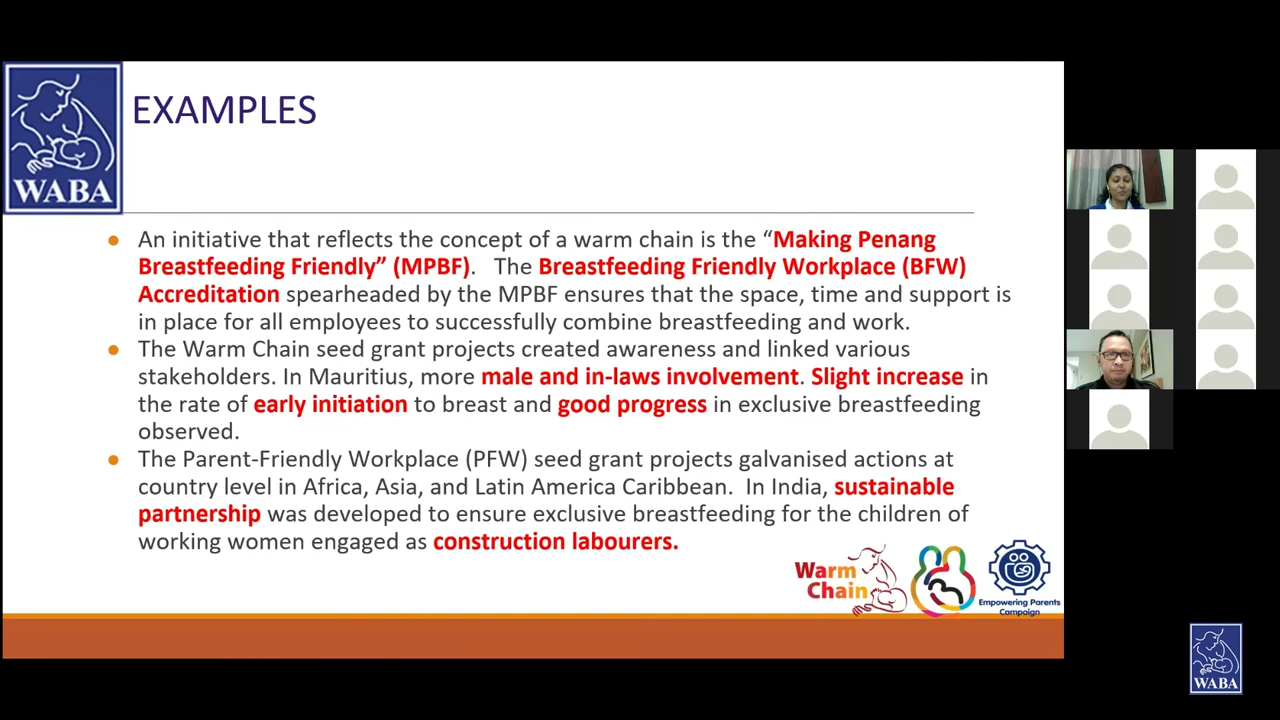 WABA
EXAMPLES
● An initiative that reflects the concept of a warm chain is the “Making Penang
Breastfeeding Friendly” (MPBF).   The Breastfeeding Friendly Workplace (BFW)
Accreditation spearheaded by the MPBF ensures that the space, time and support is
in place for all employees to successfully combine breastfeeding and work.
● The Warm Chain seed grant projects created awareness and linked various
stakeholders. In Mauritius, more male and in-laws involvement. Slight increase in
the rate of early initiation to breast and good progress in exclusive breastfeeding
observed.
● The Parent-Friendly Workplace (PFW) seed grant projects galvanised actions at
country level in Africa, Asia, and Latin America Caribbean.  In India, sustainable
partnership was developed to ensure exclusive breastfeeding for the children of
working women engaged as construction labourers.
Warm
Chain
Empowering Parents
Campaign
WABA